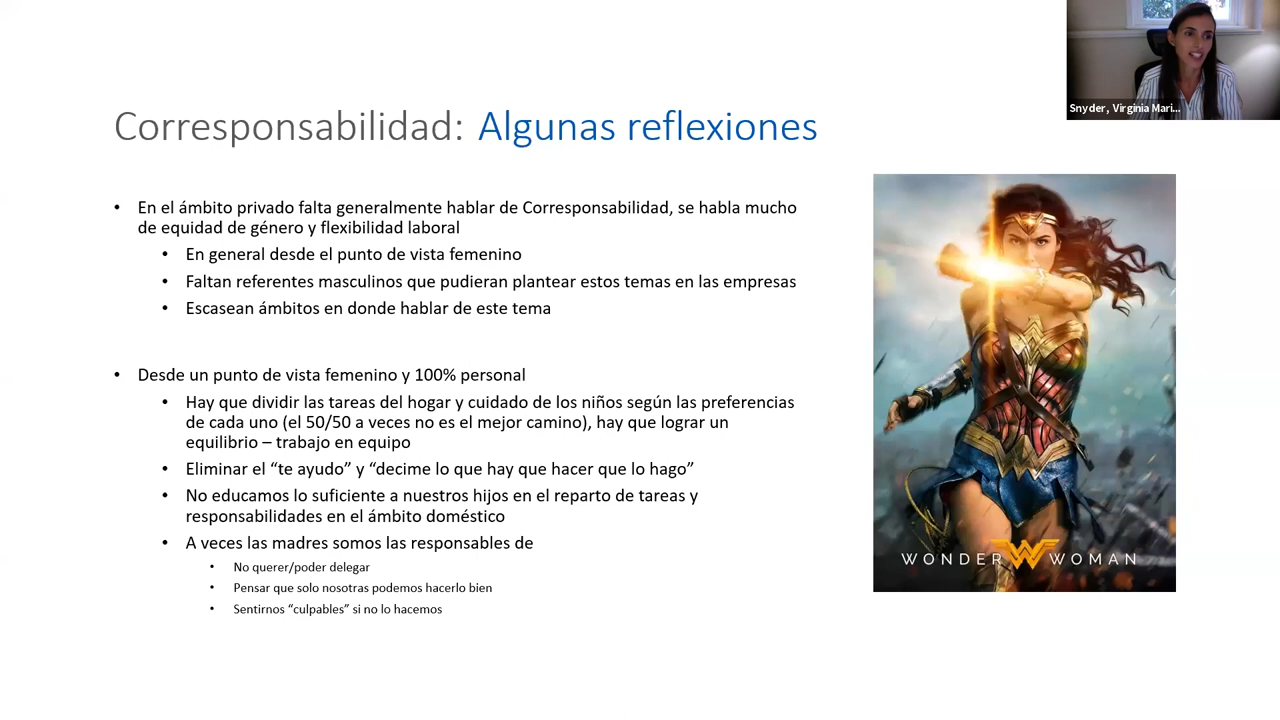 Snyder, Virginia Mari...
Corresponsabilidad: Algunas reflexiones
• En el ámbito privado falta generalmente hablar de Corresponsabilidad, se habla mucho
de equidad de género y flexibilidad laboral
• En general desde el punto de vista femenino
• Faltan referentes masculinos que pudieran plantear estos temas en las empresas
• Escasean ámbitos en donde hablar de este tema
• Desde un punto de vista femenino y 100% personal
• Hay que dividir las tareas del hogar y cuidado de los niños según las preferencias
de cada uno (el 50/50 a veces no es el mejor camino), hay que lograr un
equilibrio – trabajo en equipo
• Eliminar el “te ayudo” y “decime lo que hay que hacer que lo hago”
• No educamos lo suficiente a nuestros hijos en el reparto de tareas y
responsabilidades en el ámbito doméstico
• A veces las madres somos las responsables de
• No querer/poder delegar
• Pensar que solo nosotras podemos hacerlo bien
• Sentirnos “culpables” si no lo hacemos
WONDER WOMAN